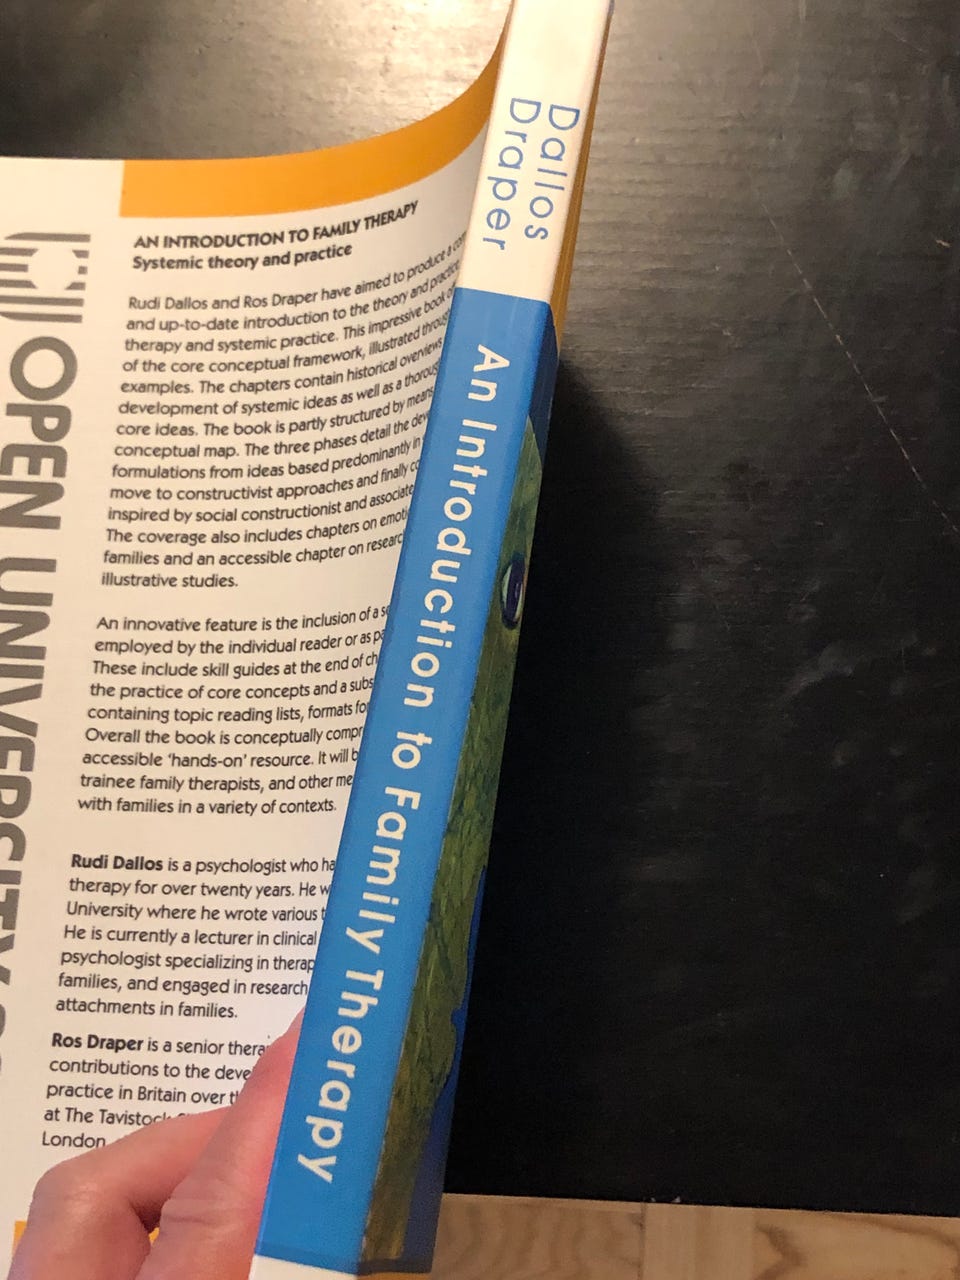 Dallos
Draper
An Introduction to Family Therapy
OPEN UNIVERSITY
AN INTRODUCTION TO FAMILY THERAPY
Systemic theory and practice
Rudi Dallos and Ros Draper have aimed to produce a
and up-to-date introduction to the theory and practice
therapy and systemic practice. This impressive book
of the core conceptual framework, illustrated
examples. The chapters contain historical overviews
development of systemic ideas as well as a
core ideas. The book is partly structured by means
conceptual map. The three phases detail the
formulations from ideas based predominantly in
move to constructivist approaches and finally
inspired by social constructionist and
The coverage also includes chapters on
families and an accessible chapter on
illustrative studies.
An innovative feature is the inclusion of a
employed by the individual reader or as
These include skill guides at the end of
the practice of core concepts and a
containing topic reading lists, formats
Overall the book is conceptually
accessible ‘hands-on’ resource. It will
trainee family therapists, and other
with families in a variety of contexts.
Rudi Dallos is a psychologist who
therapy for over twenty years. He
University where he wrote various
He is currently a lecturer in clinical
psychologist specializing in
families, and engaged in research
attachments in families.
Ros Draper is a senior
contributions to the
practice in Britain over
at The
London